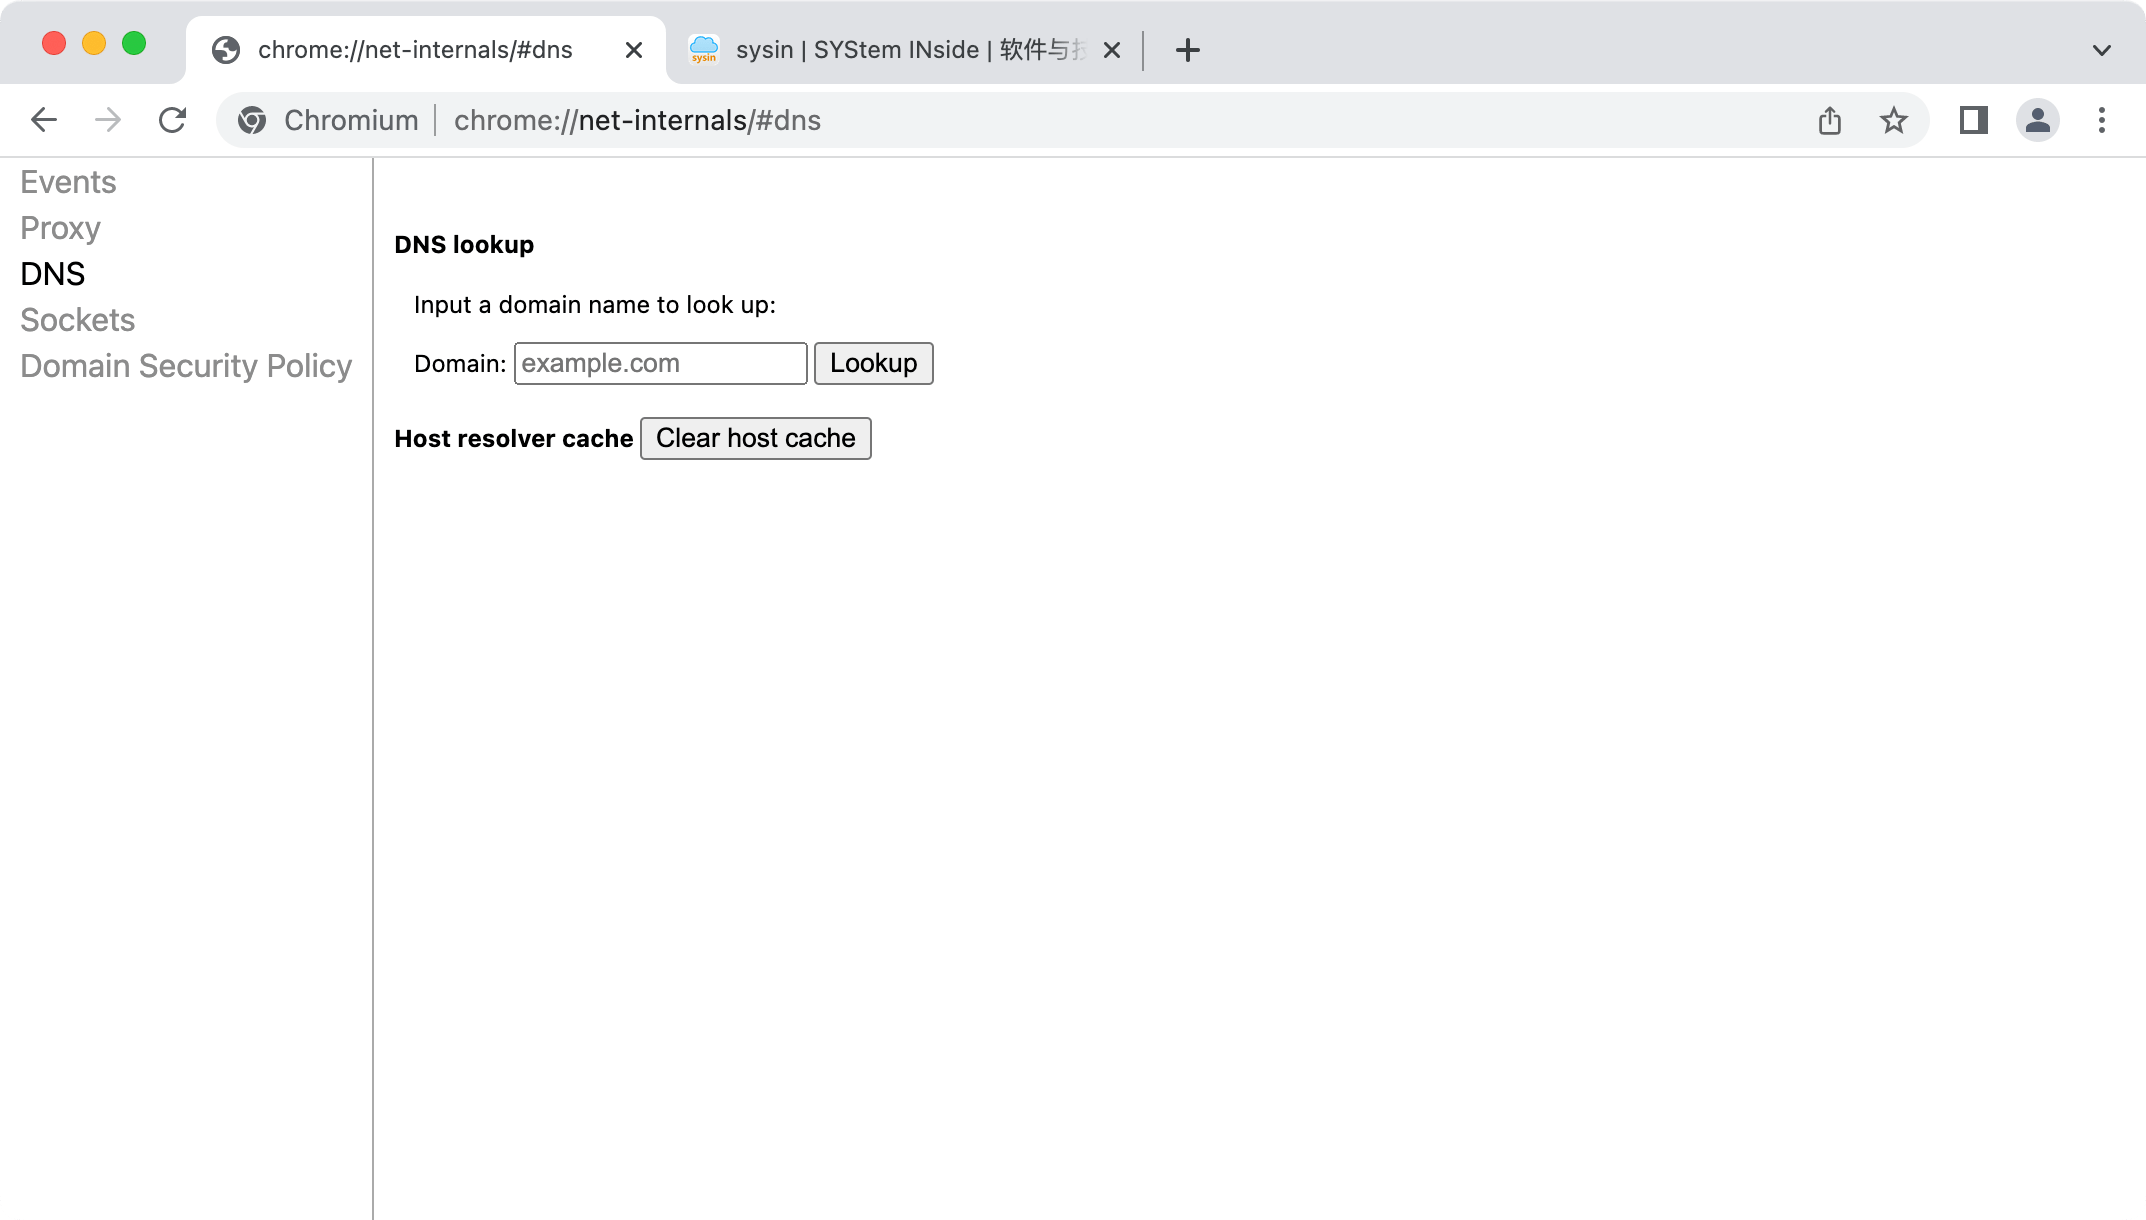 chrome://net-internals/#dns
sysin
sysin | SYStem INside | 软件与技
Chromium
chrome://net-internals/#dns
Events
Proxy
DNS
Sockets
Domain Security Policy
DNS lookup
Input a domain name to look up:
Domain: example.com Lookup
Host resolver cache Clear host cache